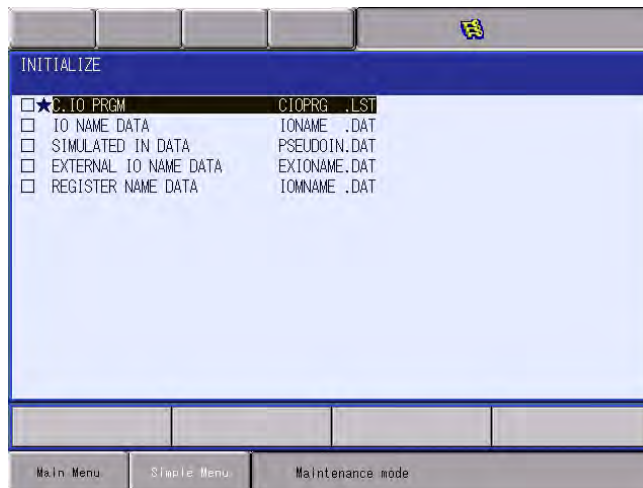 INITIALIZE
□★C.IO PRGM CIOPRG .LST
□ IO NAME DATA IONAME .DAT
□ SIMULATED IN DATA PSEUDOIN.DAT
□ EXTERNAL IO NAME DATA EXIONAME.DAT
□ REGISTER NAME DATA IOMNAME .DAT
Main Menu Simple Menu Maintenance mode